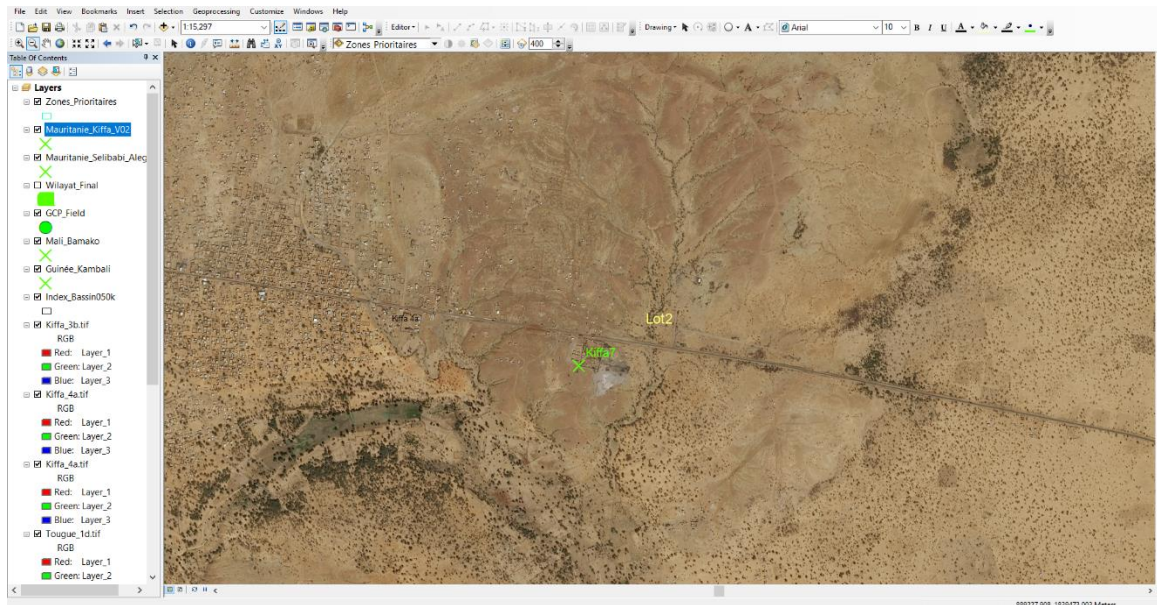 File Edit View Bookmarks Insert Selection Geoprocessing Customize Windows Help
1:15,297 Editor Drawing Arial 10 B I U A
Zones Prioritaires 400
Table Of Contents
Layers
Zones_Prioritaires
Mauritanie_Kiffa_V02
Mauritanie_Selibabi_Aleg
Wilayat_Final
GCP_Field
Mali_Bamako
Guinée_Kambali
Index_Bassin050k
Kiffa_3b.tif
RGB
Red: Layer_1
Green: Layer_2
Blue: Layer_3
Kiffa_4a.tif
RGB
Red: Layer_1
Green: Layer_2
Blue: Layer_3
Kiffa_4a.tif
RGB
Red: Layer_1
Green: Layer_2
Blue: Layer_3
Tougue_1d.tif
RGB
Red: Layer_1
Green: Layer_2
Kiffa 4a
Lot2
Kiffa7